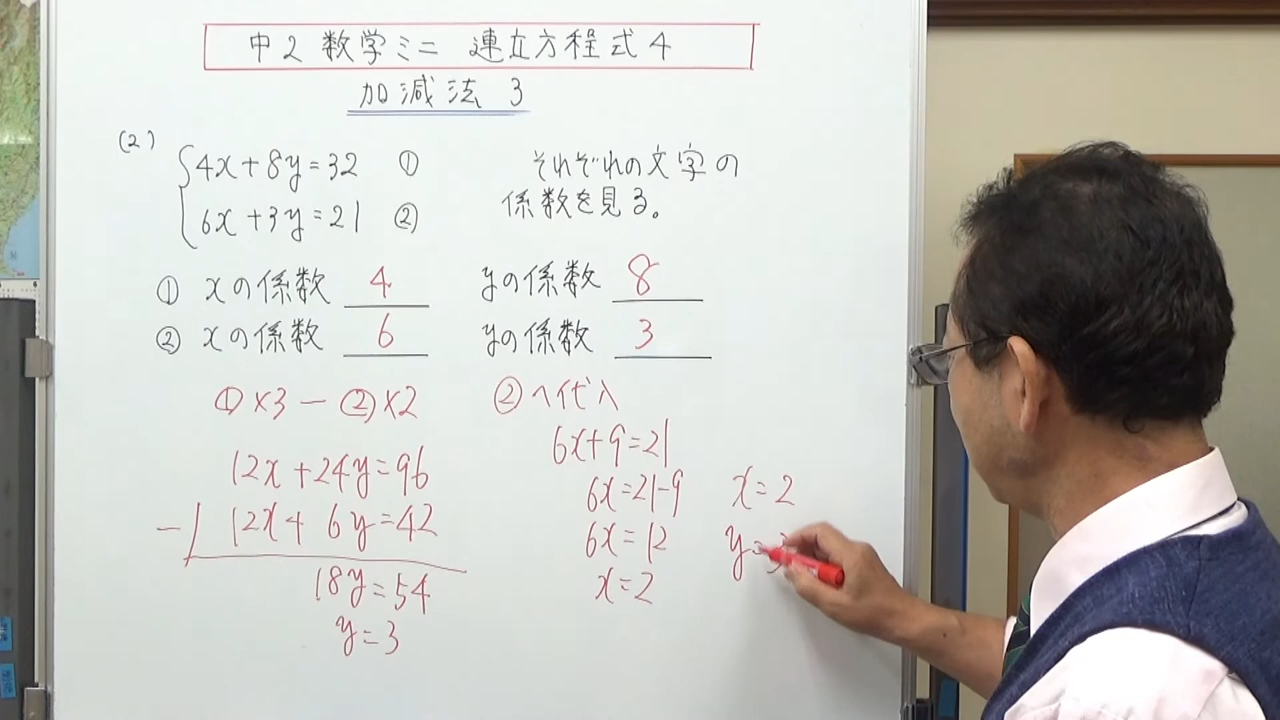 中2 数学ミニ 連立方程式4
加減法 3
(2)
4x+8y=32 ①
6x+3y=21 ②
それぞれの文字の
係数を見る。
① xの係数 4 yの係数 8
② xの係数 6 yの係数 3
①×3-②×2
12x+24y=96
-) 12x+ 6y=42
18y=54
y=3
②へ代入
6x+9=21
6x=21-9
6x=12
x=2
x=2
y=3